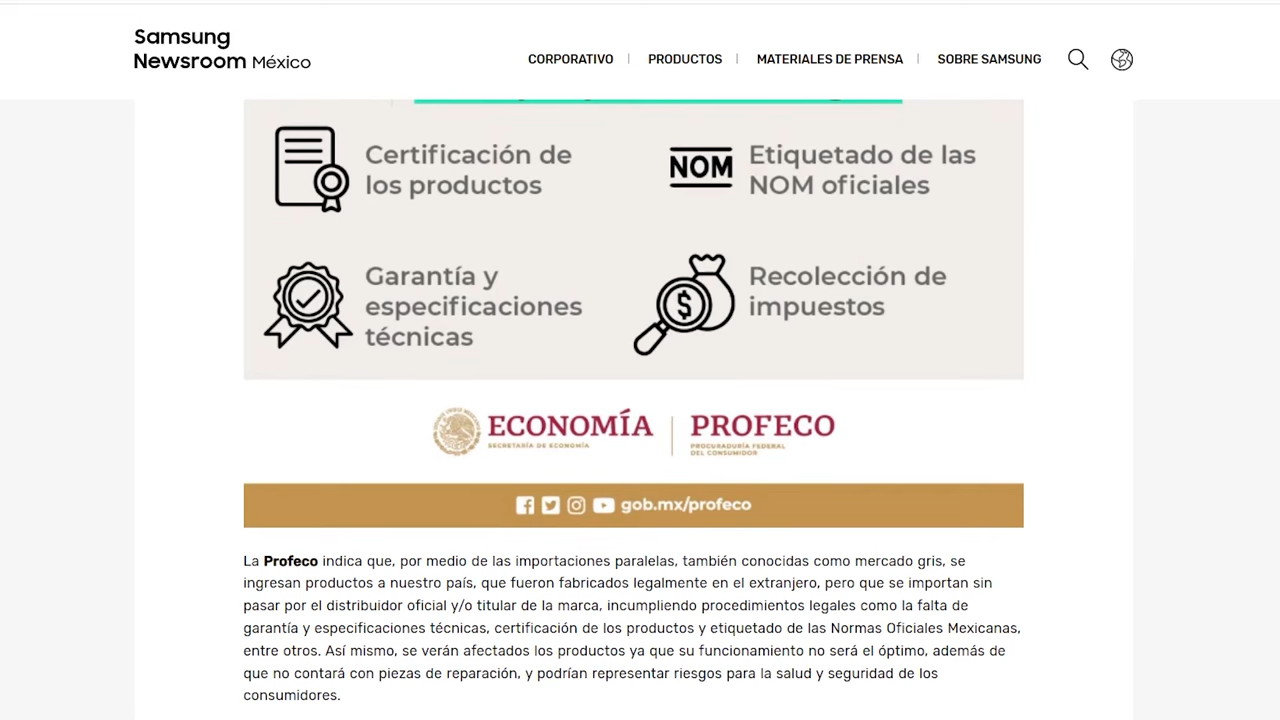 Samsung
Newsroom México
CORPORATIVO | PRODUCTOS | MATERIALES DE PRENSA | SOBRE SAMSUNG
Certificación de
los productos
NOM
Etiquetado de las
NOM oficiales
Garantía y
especificaciones
técnicas
$
Recolección de
impuestos
ECONOMÍA
SECRETARÍA DE ECONOMÍA
PROFECO
PROCURADURÍA FEDERAL
DEL CONSUMIDOR
gob.mx/profeco
La Profeco indica que, por medio de las importaciones paralelas, también conocidas como mercado gris, se
ingresan productos a nuestro país, que fueron fabricados legalmente en el extranjero, pero que se importan sin
pasar por el distribuidor oficial y/o titular de la marca, incumpliendo procedimientos legales como la falta de
garantía y especificaciones técnicas, certificación de los productos y etiquetado de las Normas Oficiales Mexicanas,
entre otros. Así mismo, se verán afectados los productos ya que su funcionamiento no será el óptimo, además de
que no contará con piezas de reparación, y podrían representar riesgos para la salud y seguridad de los
consumidores.